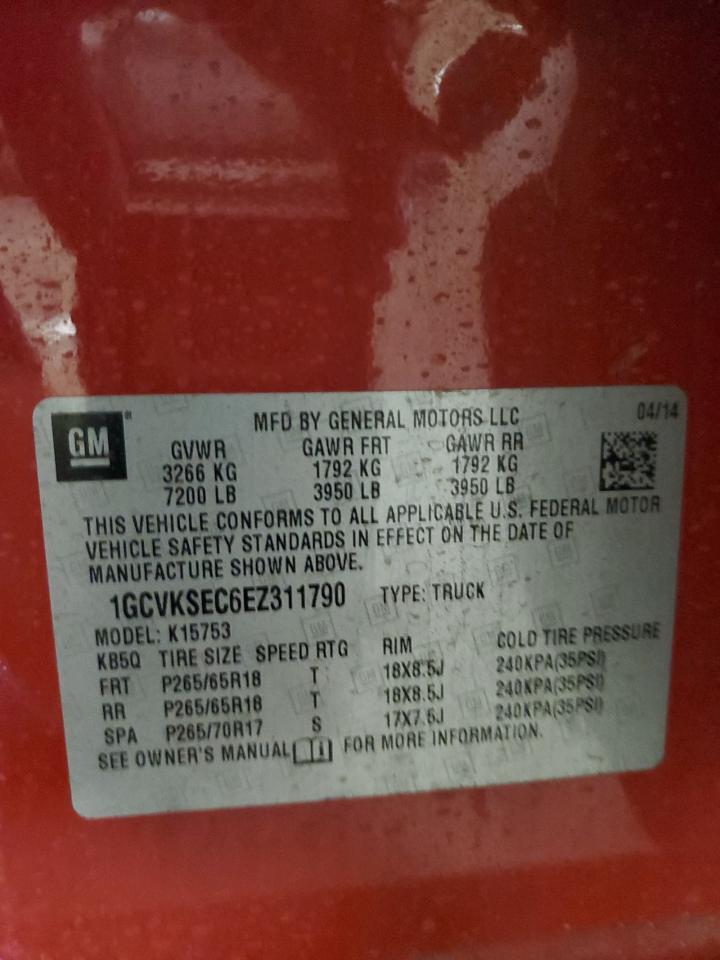 GM
MFD BY GENERAL MOTORS LLC 04/14
GVWR GAWR FRT GAWR RR
3266 KG 1792 KG 1792 KG
7200 LB 3950 LB 3950 LB
THIS VEHICLE CONFORMS TO ALL APPLICABLE U.S. FEDERAL MOTOR
VEHICLE SAFETY STANDARDS IN EFFECT ON THE DATE OF
MANUFACTURE SHOWN ABOVE.
1GCVKSEC6EZ311790 TYPE: TRUCK
MODEL: K15753
KB5Q TIRE SIZE SPEED RTG RIM COLD TIRE PRESSURE
FRT P265/65R18 T 18X8.5J 240KPA(35PSI)
RR P265/65R18 T 18X8.5J 240KPA(35PSI)
SPA P265/70R17 S 17X7.5J 240KPA(35PSI)
SEE OWNER'S MANUAL FOR MORE INFORMATION.